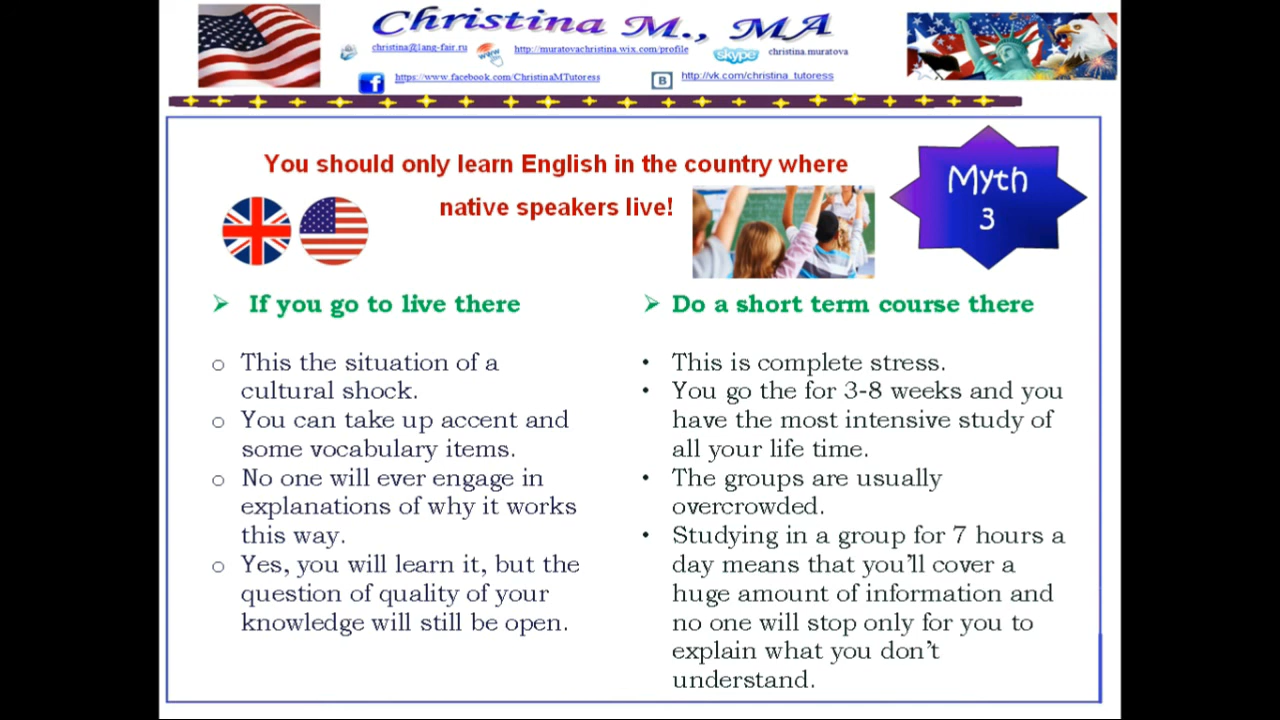 Christina M., MA
christina@lang-fair.ru
www
http://muratovachristina.wix.com/profile
skype
christina.muratova
f
https://www.facebook.com/ChristinaMTutoress
B
http://vk.com/christina_tutoress
You should only learn English in the country where
native speakers live!
Myth
3
If you go to live there
This the situation of a
cultural shock.
You can take up accent and
some vocabulary items.
No one will ever engage in
explanations of why it works
this way.
Yes, you will learn it, but the
question of quality of your
knowledge will still be open.
Do a short term course there
This is complete stress.
You go the for 3-8 weeks and you
have the most intensive study of
all your life time.
The groups are usually
overcrowded.
Studying in a group for 7 hours a
day means that you'll cover a
huge amount of information and
no one will stop only for you to
explain what you don't
understand.